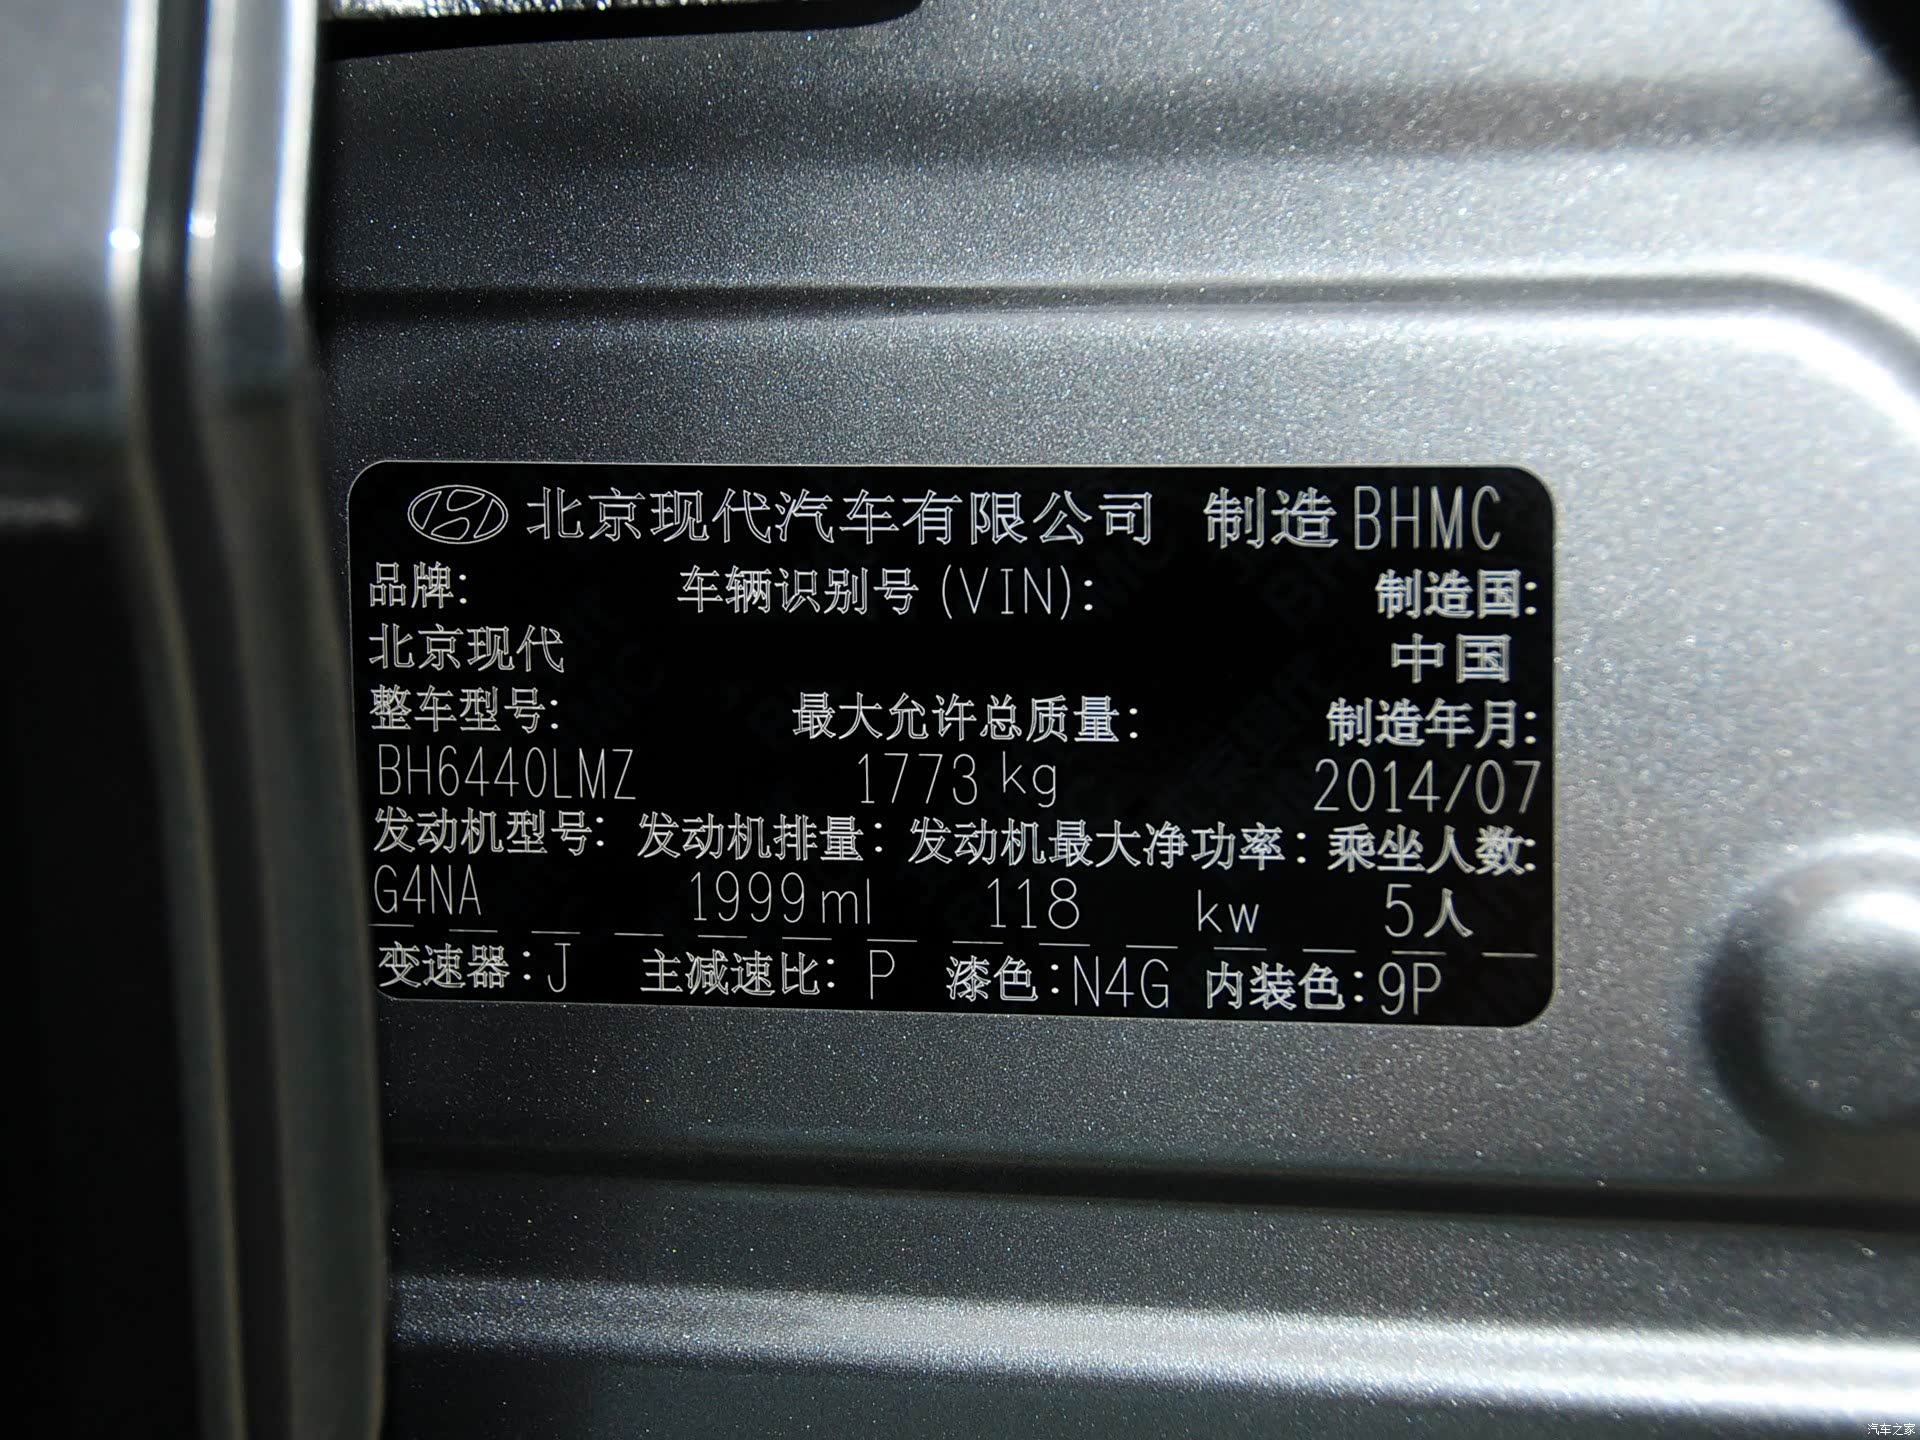 北京现代汽车有限公司 制造 BHMC
品牌: 车辆识别号 (VIN): 制造国:
北京现代 中国
整车型号: 最大允许总质量: 制造年月:
BH6440LMZ 1773 kg 2014/07
发动机型号: 发动机排量: 发动机最大净功率: 乘坐人数:
G4NA 1999 ml 118 kw 5人
变速器: J 主减速比: P 漆色: N4G 内装色: 9P
汽车之家